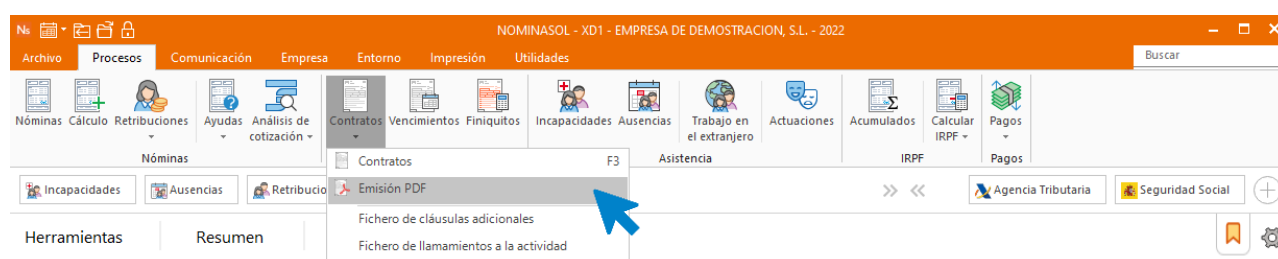 NOMINASOL - XD1 - EMPRESA DE DEMOSTRACION, S.L. - 2022
Archivo Procesos Comunicación Empresa Entorno Impresión Utilidades Buscar
Nóminas Cálculo Retribuciones Ayudas Análisis de cotización Contratos Vencimientos Finiquitos Incapacidades Ausencias Trabajo en el extranjero Actuaciones Acumulados Calcular IRPF Pagos
Nóminas Asistencia IRPF Pagos
Contratos F3
Emisión PDF
Fichero de cláusulas adicionales
Fichero de llamamientos a la actividad
Incapacidades Ausencias Retribucio Agencia Tributaria Seguridad Social
Herramientas Resumen